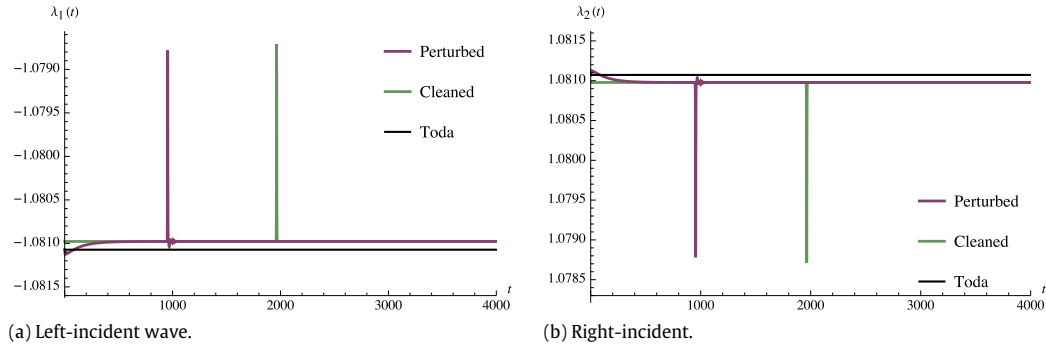 λ₁(t)
−1.0790
−1.0795
−1.0800
−1.0805
−1.0810
−1.0815
1000
2000
3000
4000
t
Perturbed
Cleaned
Toda
(a) Left-incident wave.
λ₂(t)
1.0815
1.0810
1.0805
1.0800
1.0795
1.0790
1.0785
1000
2000
3000
4000
t
Perturbed
Cleaned
Toda
(b) Right-incident.